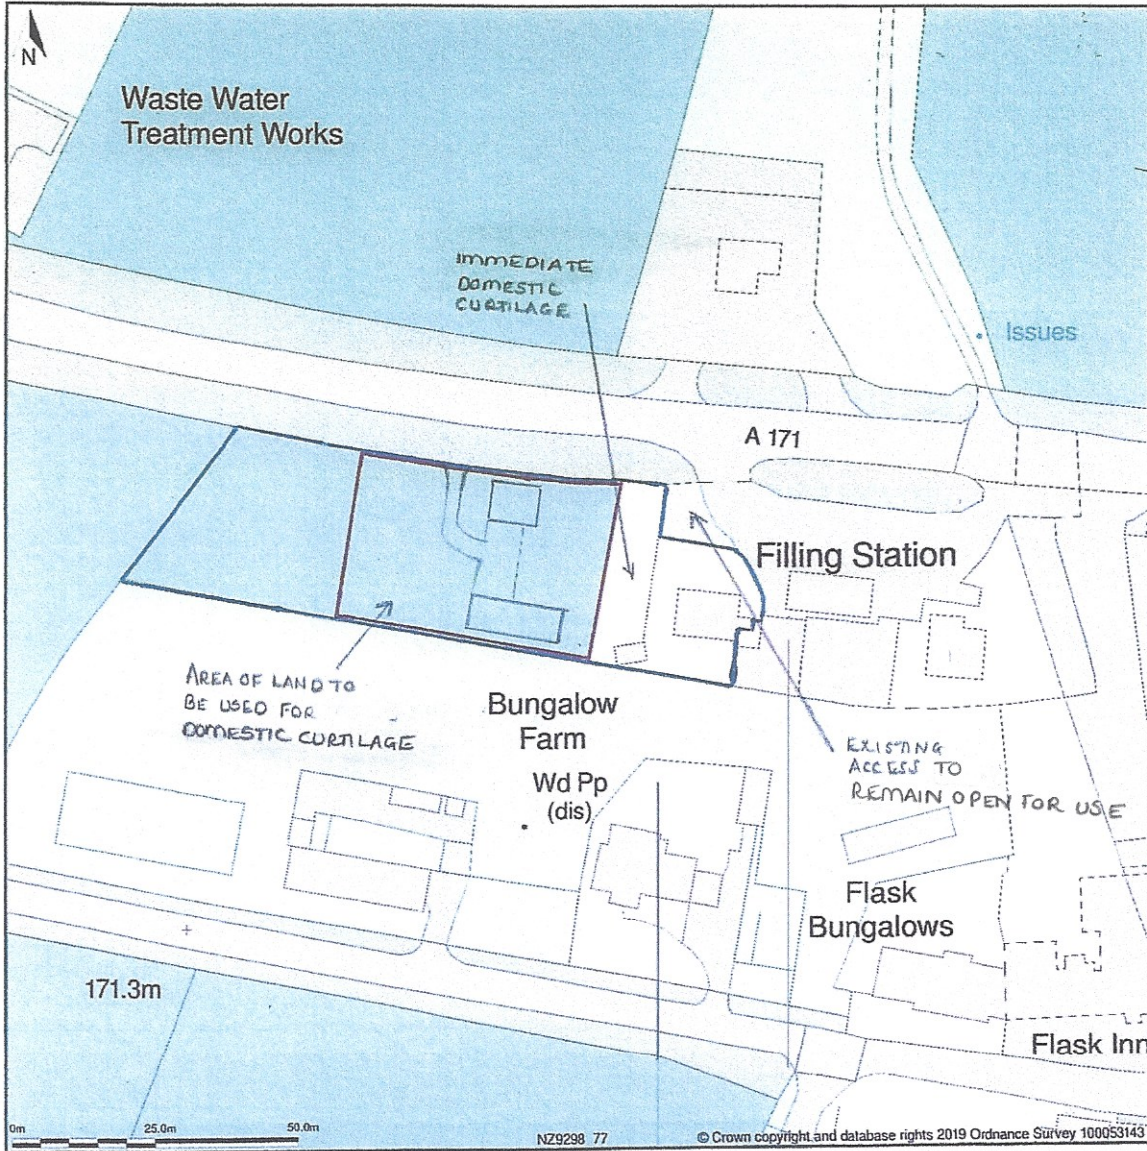 N
Waste Water
Treatment Works
IMMEDIATE
DOMESTIC
CURTILAGE
Issues
A 171
Filling Station
AREA OF LAND TO
BE USED FOR
DOMESTIC CURTILAGE
Bungalow
Farm
Wd Pp
(dis)
EXISTING
ACCESS TO
REMAIN OPEN FOR USE
Flask
Bungalows
171.3m
Flask Inn
0m
25.0m
50.0m
NZ9298 77
© Crown copyright and database rights 2019 Ordnance Survey 100053143